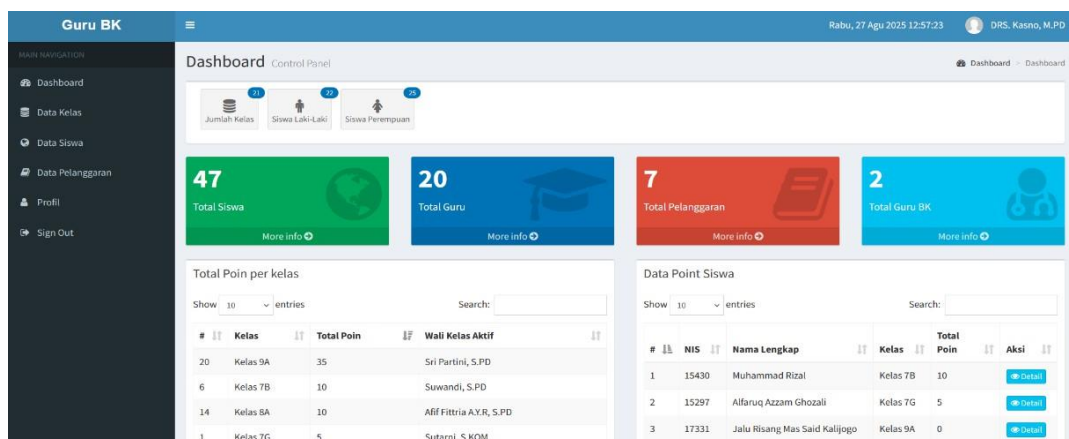 Guru BK
Rabu, 27 Agu 2025 12:57:23 DRS. Kasno, M.PD
MAIN NAVIGATION
Dashboard
Data Kelas
Data Siswa
Data Pelanggaran
Profil
Sign Out
Dashboard Control Panel
Dashboard > Dashboard
21 22 25
Jumlah Kelas Siswa Laki-Laki Siswa Perempuan
47
Total Siswa
More info
20
Total Guru
More info
7
Total Pelanggaran
More info
2
Total Guru BK
More info
Total Poin per kelas
Show 10 entries Search:
# Kelas Total Poin Wali Kelas Aktif
20 Kelas 9A 35 Sri Partini, S.PD
6 Kelas 7B 10 Suwandi, S.PD
14 Kelas 8A 10 Afif Fittria A.Y.R, S.PD
1 Kelas 7G 5 Sutarni, S.KOM
Data Point Siswa
Show 10 entries Search:
# NIS Nama Lengkap Kelas Total Poin Aksi
1 15430 Muhammad Rizal Kelas 7B 10 Detail
2 15297 Alfaruq Azzam Ghozali Kelas 7G 5 Detail
3 17331 Jalu Risang Mas Said Kalijogo Kelas 9A 0 Detail